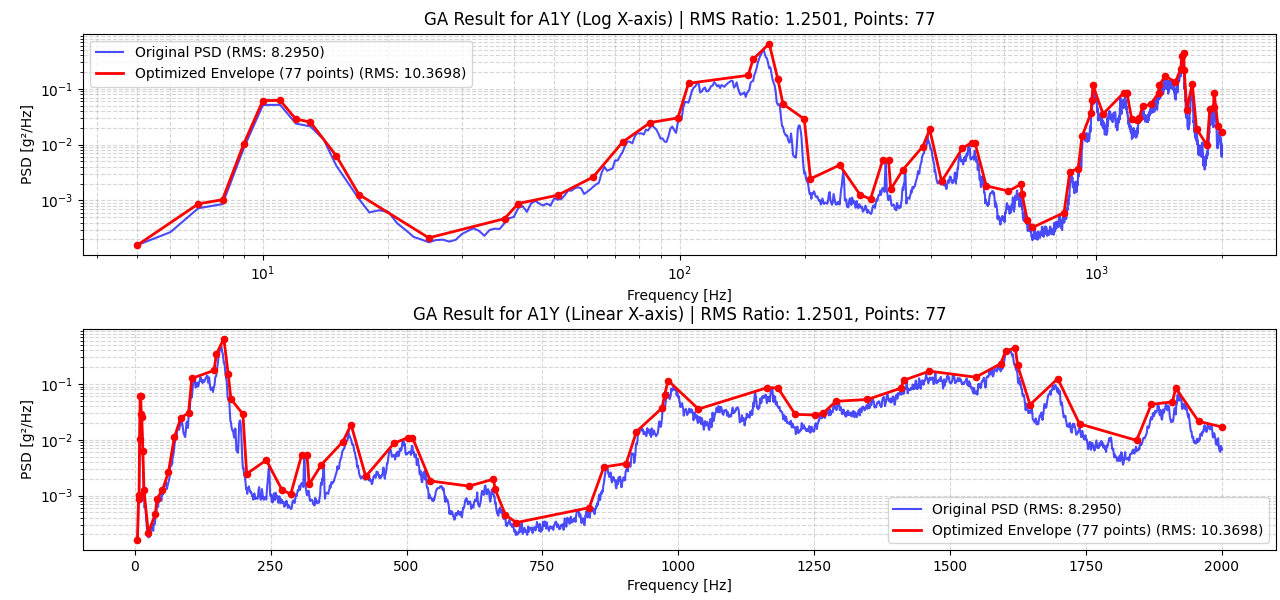 GA Result for A1Y (Log X-axis) | RMS Ratio: 1.2501, Points: 77
Original PSD (RMS: 8.2950)
Optimized Envelope (77 points) (RMS: 10.3698)
PSD [g²/Hz]
10⁻¹
10⁻²
10⁻³
10¹ 10² 10³
Frequency [Hz]
GA Result for A1Y (Linear X-axis) | RMS Ratio: 1.2501, Points: 77
PSD [g²/Hz]
10⁻¹
10⁻²
10⁻³
Original PSD (RMS: 8.2950)
Optimized Envelope (77 points) (RMS: 10.3698)
0 250 500 750 1000 1250 1500 1750 2000
Frequency [Hz]